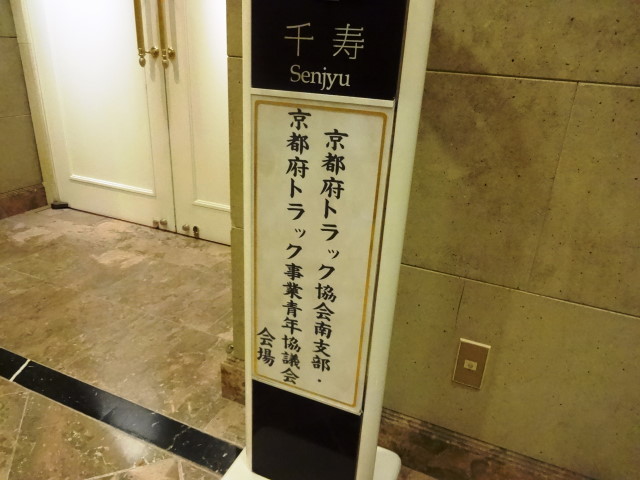 千寿
Senjyu
京都府トラック協会南支部・
京都府トラック事業青年協議会
会場